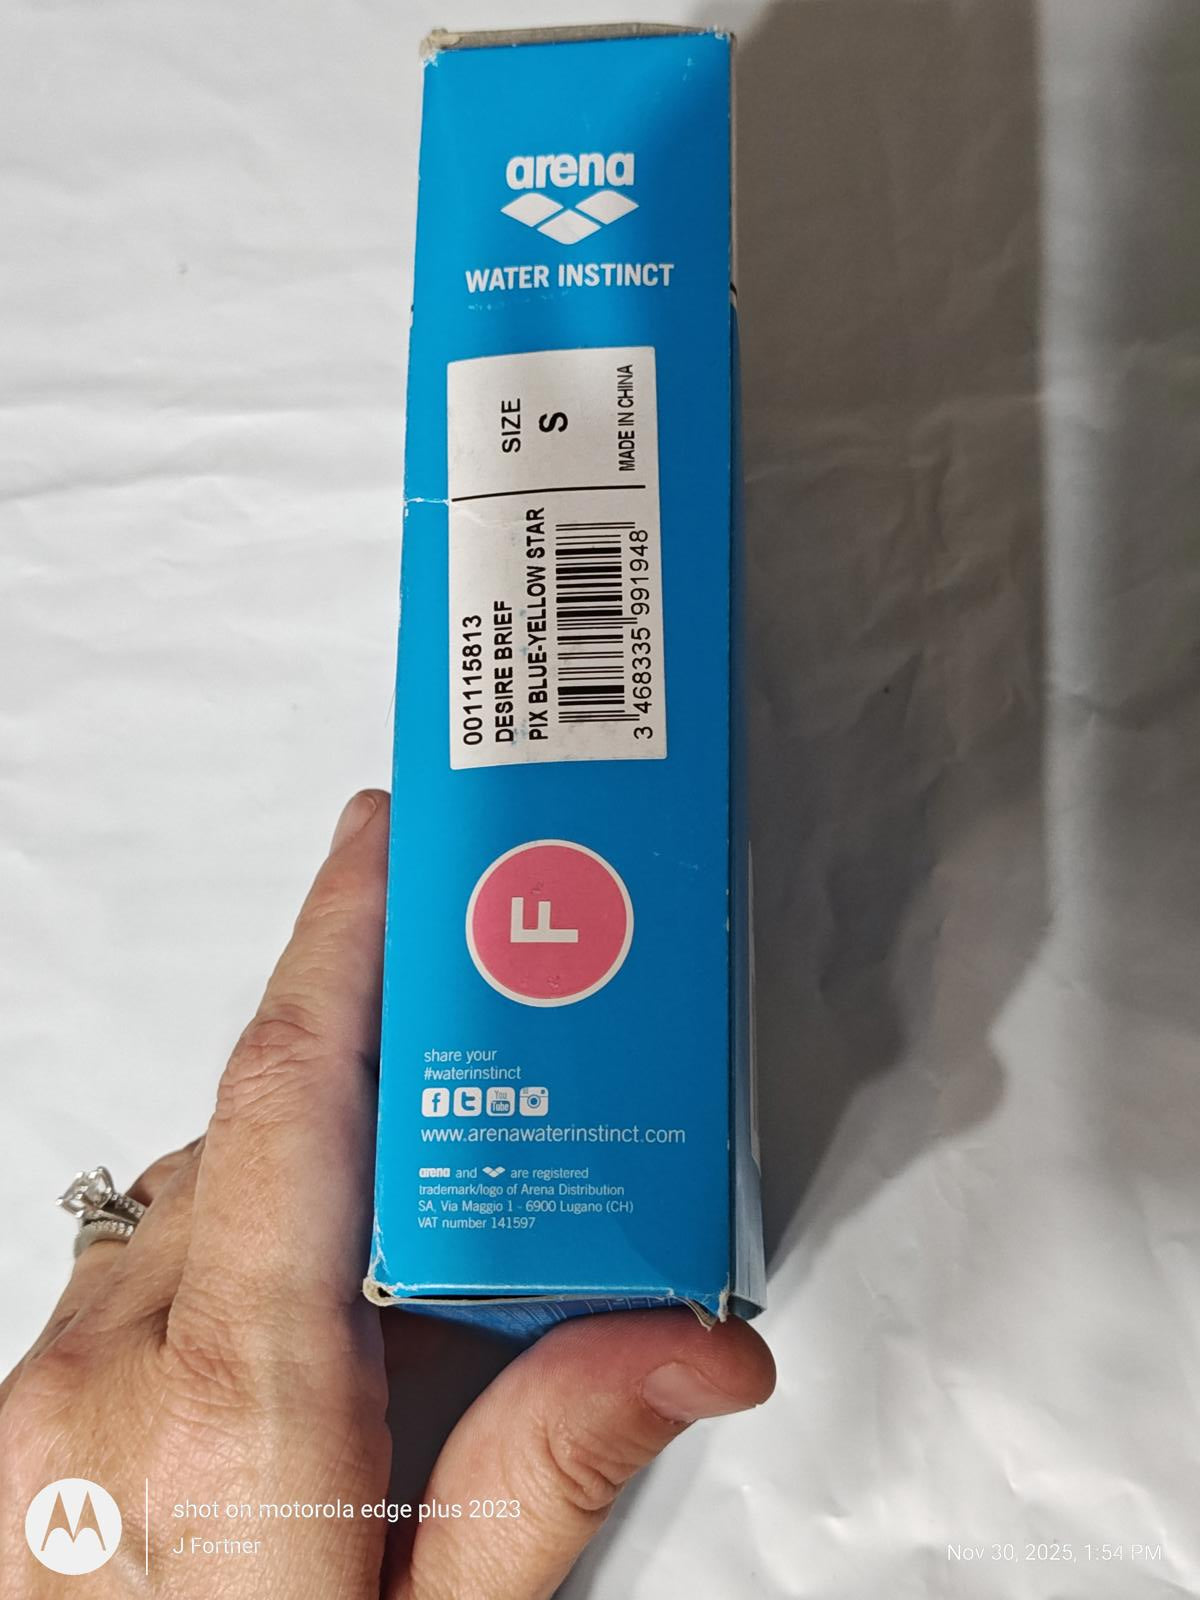 arena
WATER INSTINCT
SIZE
S
MADE IN CHINA
001115813
DESIRE BRIEF
PIX BLUE-YELLOW STAR
3 468335 991948
F
share your
#waterinstinct
f t You Tube
www.arenawaterinstinct.com
arena and are registered
trademark/logo of Arena Distribution
SA, Via Maggio 1 - 6900 Lugano (CH)
VAT number 141597
shot on motorola edge plus 2023
J Fortner
Nov 30, 2025, 1:54 PM